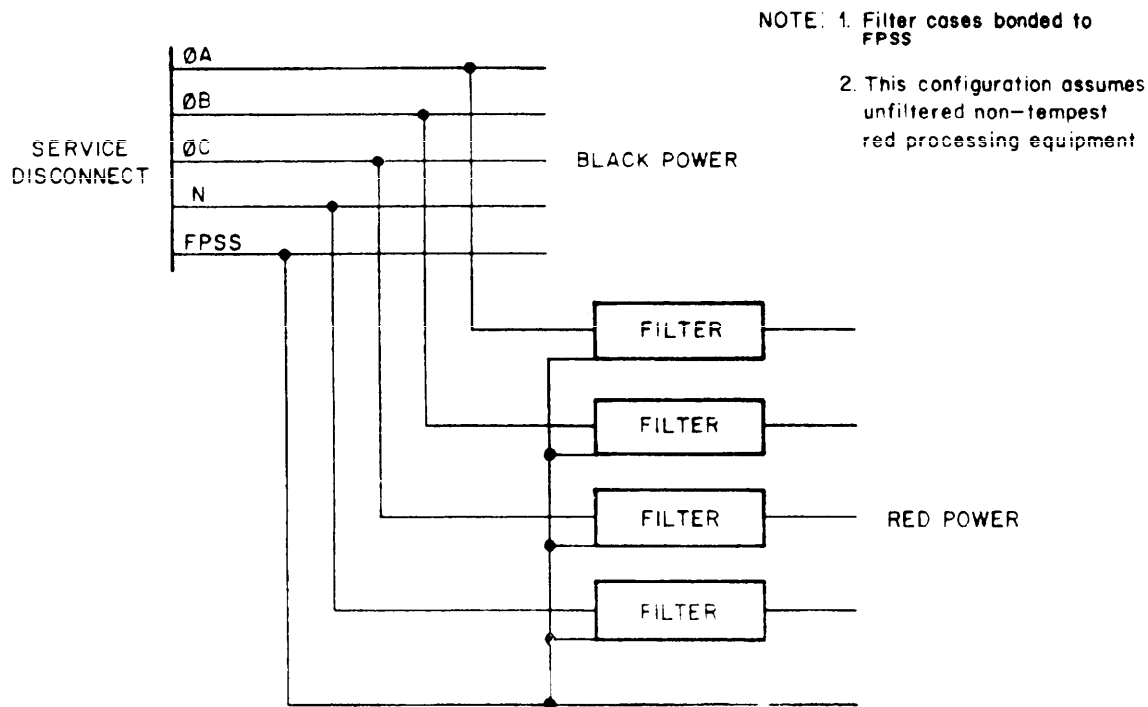 NOTE: 1. Filter cases bonded to
FPSS
2. This configuration assumes
unfiltered non-tempest
red processing equipment
ØA
ØB
ØC
N
FPSS
SERVICE
DISCONNECT
BLACK POWER
FILTER
FILTER
FILTER
RED POWER
FILTER